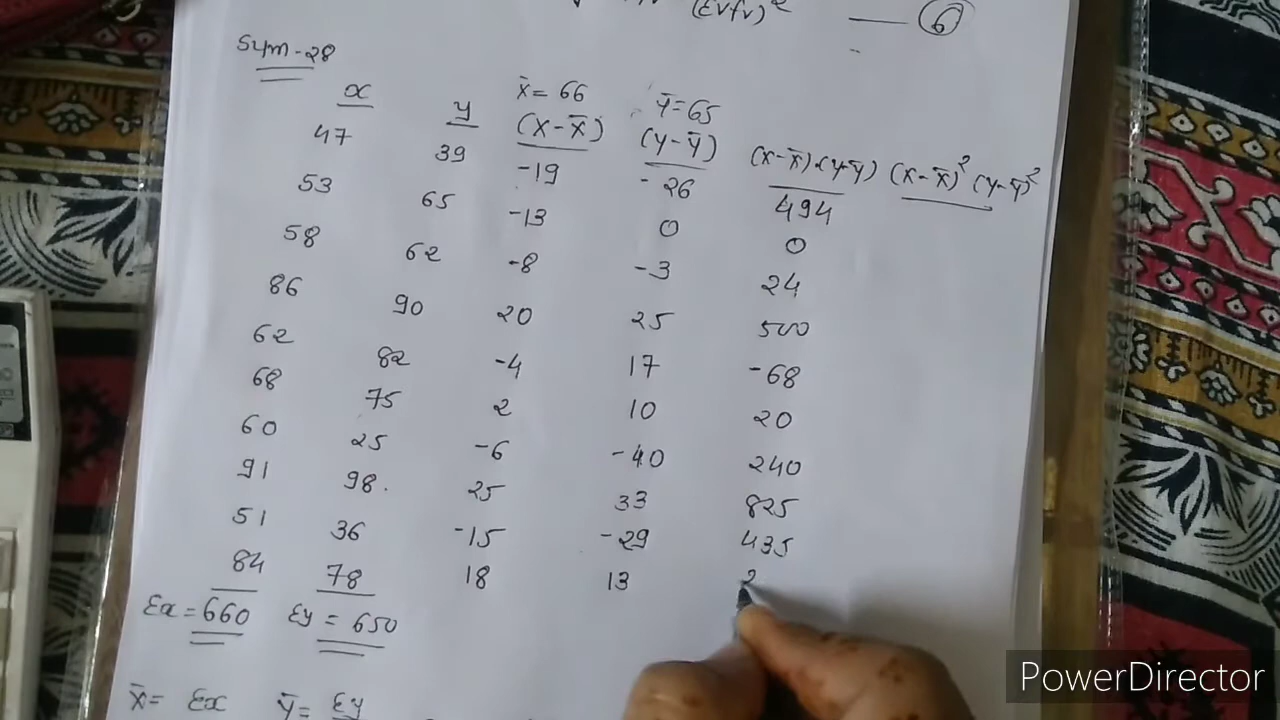 (Σvfv)² — 6
Sym-28
x y x̄=66 ȳ=65
(x-x̄) (y-ȳ) (x-x̄)·(y-ȳ) (x-x̄)² (y-ȳ)²
47 39 -19 -26 494
53 65 -13 0 0
58 62 -8 -3 24
86 90 20 25 500
62 82 -4 17 -68
68 75 2 10 20
60 25 -6 -40 240
91 98. 25 33 825
51 36 -15 -29 435
84 78 18 13 2
Σx=660 Σy=650
x̄= Σx ȳ= Σy
PowerDirector